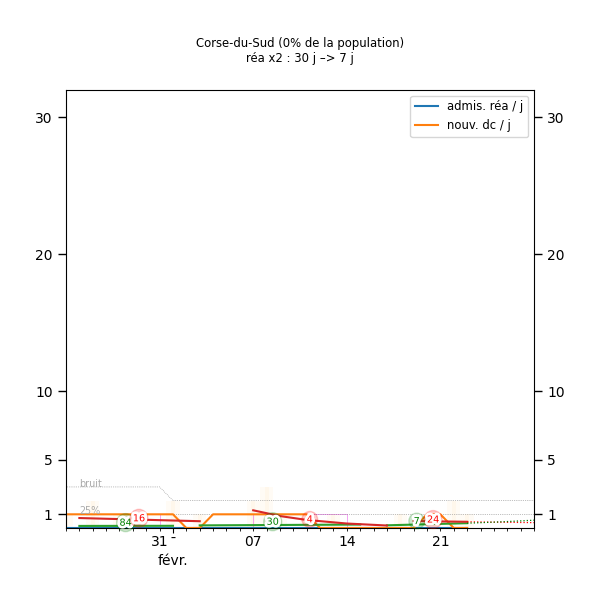 Corse-du-Sud (0% de la population)
réa x2 : 30 j –> 7 j
admis. réa / j
nouv. dc / j
30 30
20 20
10 10
5 5
1 1
bruit
25%
84 16 30 4 7 24
31 - 07 14 21
févr.